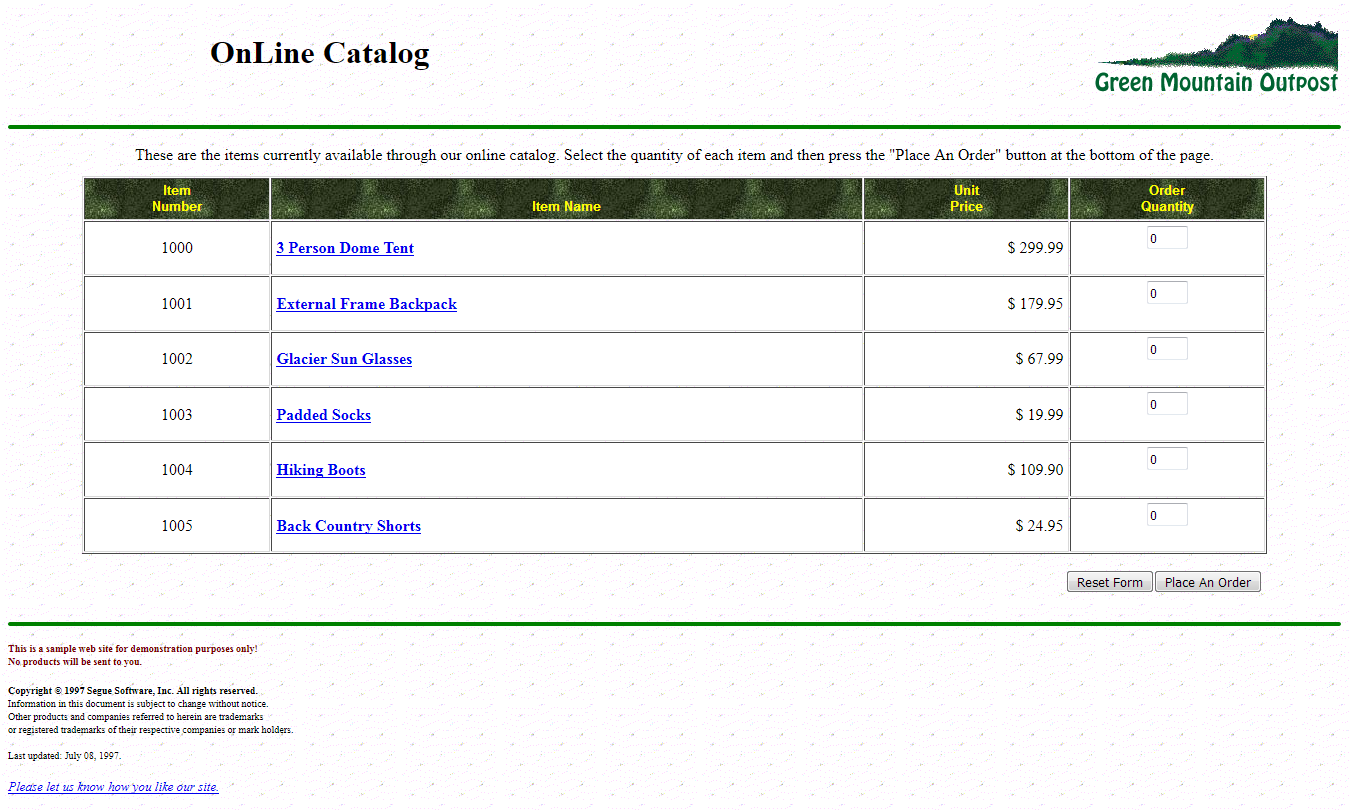 OnLine Catalog
Green Mountain Outpost
These are the items currently available through our online catalog. Select the quantity of each item and then press the "Place An Order" button at the bottom of the page.
Item Number Item Name Unit Price Order Quantity
1000 3 Person Dome Tent $ 299.99 0
1001 External Frame Backpack $ 179.95 0
1002 Glacier Sun Glasses $ 67.99 0
1003 Padded Socks $ 19.99 0
1004 Hiking Boots $ 109.90 0
1005 Back Country Shorts $ 24.95 0
Reset Form Place An Order
This is a sample web site for demonstration purposes only!
No products will be sent to you.
Copyright © 1997 Segue Software, Inc. All rights reserved.
Information in this document is subject to change without notice.
Other products and companies referred to herein are trademarks
or registered trademarks of their respective companies or mark holders.
Last updated: July 08, 1997.
Please let us know how you like our site.